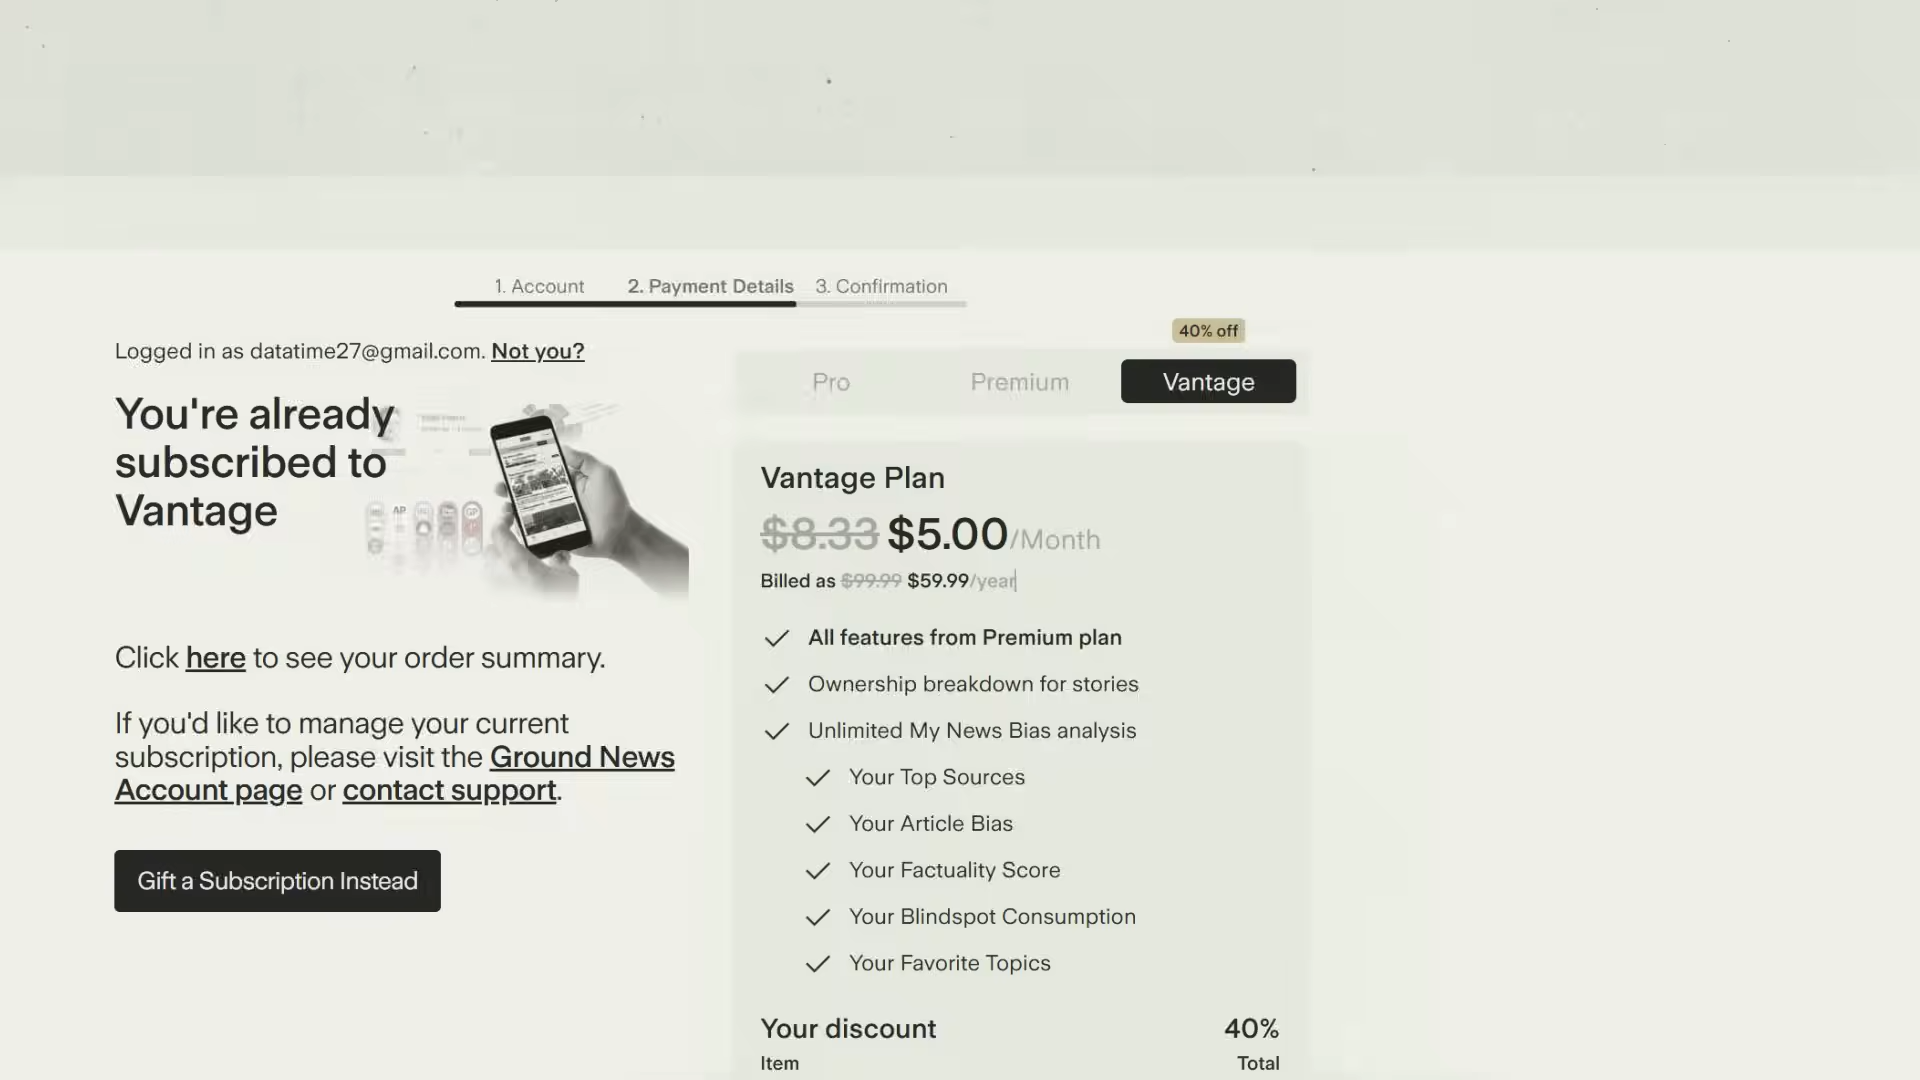 1. Account
2. Payment Details
3. Confirmation
Logged in as datatime27@gmail.com. Not you?
You're already
subscribed to
Vantage
AP
Click here to see your order summary.
If you'd like to manage your current
subscription, please visit the Ground News
Account page or contact support.
Gift a Subscription Instead
40% off
Pro
Premium
Vantage
Vantage Plan
$8.33 $5.00/Month
Billed as $99.99 $59.99/year
All features from Premium plan
Ownership breakdown for stories
Unlimited My News Bias analysis
Your Top Sources
Your Article Bias
Your Factuality Score
Your Blindspot Consumption
Your Favorite Topics
Your discount 40%
Item Total